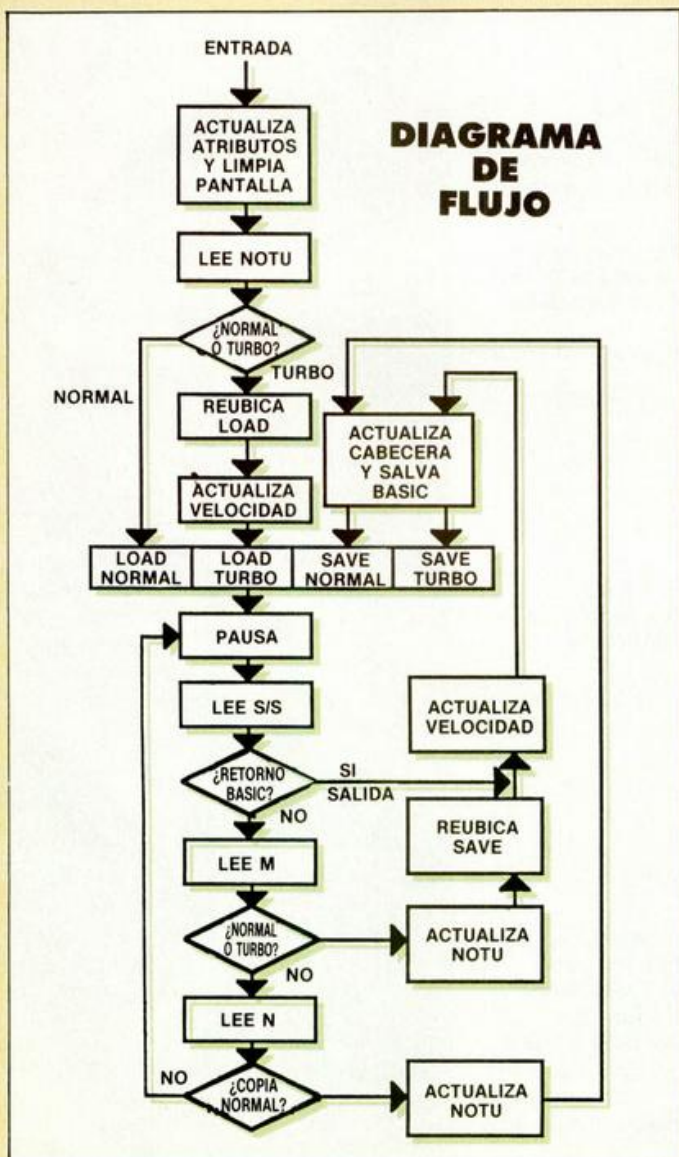 ENTRADA
ACTUALIZA
ATRIBUTOS
Y LIMPIA
PANTALLA
DIAGRAMA
DE
FLUJO
LEE NOTU
¿NORMAL
O TURBO?
NORMAL
TURBO
REUBICA
LOAD
ACTUALIZA
CABECERA
Y SALVA
BASIC
ACTUALIZA
VELOCIDAD
LOAD
NORMAL
LOAD
TURBO
SAVE
NORMAL
SAVE
TURBO
PAUSA
LEE S/S
ACTUALIZA
VELOCIDAD
¿RETORNO
BASIC?
SI
SALIDA
NO
REUBICA
SAVE
LEE M
¿NORMAL
O TURBO?
NO
ACTUALIZA
NOTU
LEE N
NO
¿COPIA
NORMAL?
ACTUALIZA
NOTU